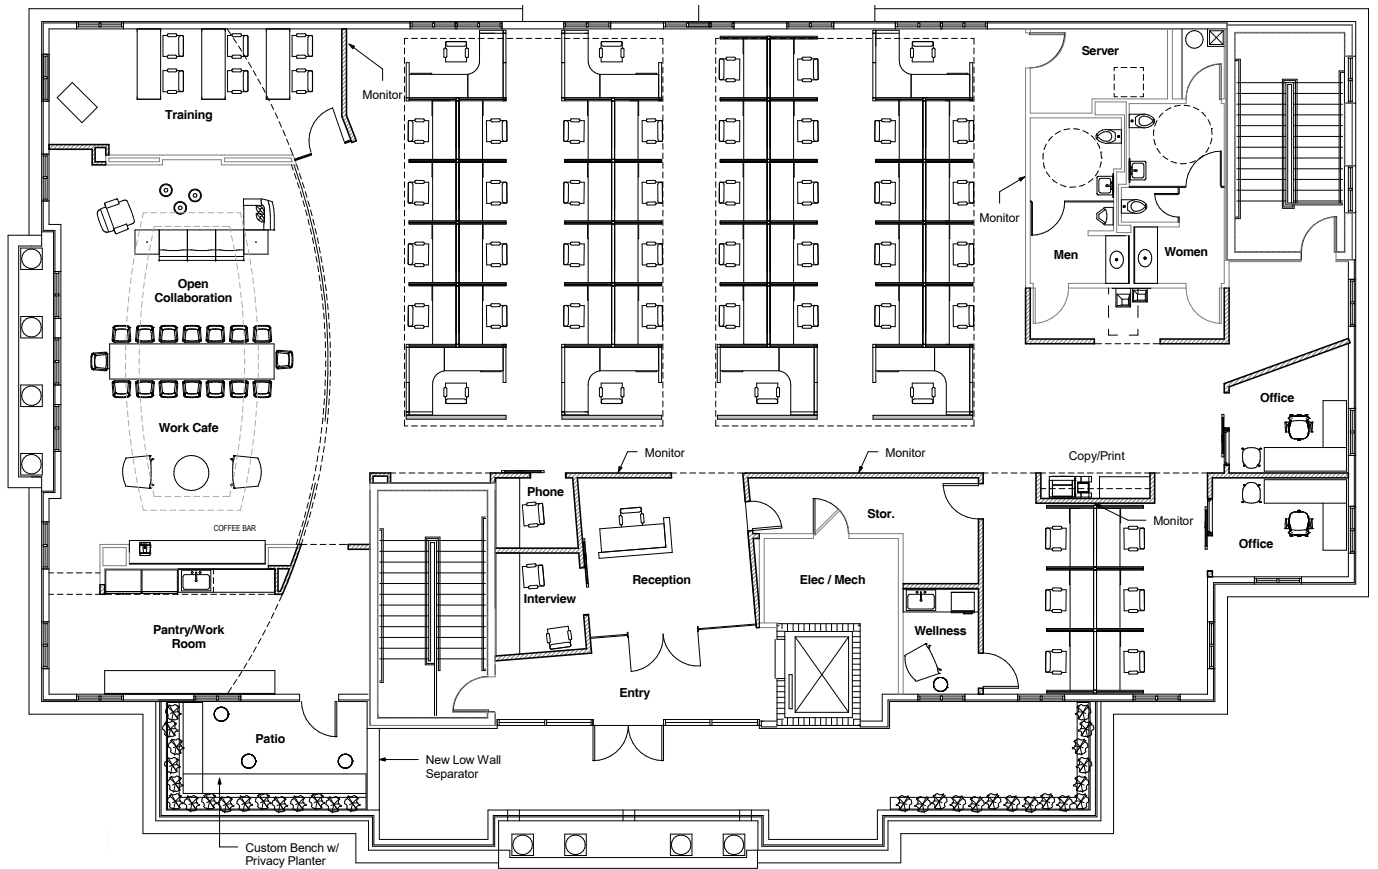 Server
Monitor
Training
Monitor
Men
Women
Open
Collaboration
Office
Work Cafe
Monitor
Monitor
Copy/Print
Phone
Stor.
Monitor
COFFEE BAR
Office
Reception
Elec / Mech
Interview
Pantry/Work
Room
Wellness
Entry
Patio
New Low Wall
Separator
Custom Bench w/
Privacy Planter